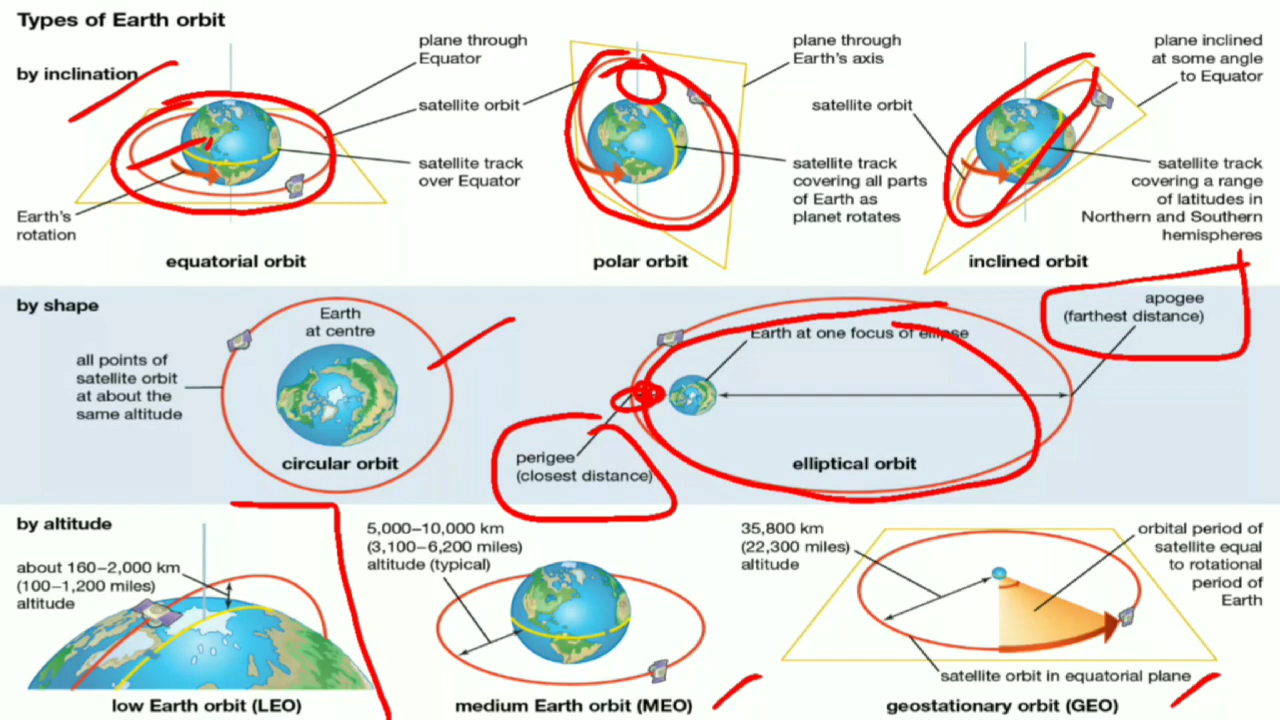 Types of Earth orbit
by inclination
plane through
Equator
satellite orbit
satellite track
over Equator
Earth's
rotation
equatorial orbit
plane through
Earth's axis
satellite track
covering all parts
of Earth as
planet rotates
polar orbit
plane inclined
at some angle
to Equator
satellite orbit
satellite track
covering a range
of latitudes in
Northern and Southern
hemispheres
inclined orbit
by shape
Earth
at centre
all points of
satellite orbit
at about the
same altitude
circular orbit
Earth at one focus of ellipse
apogee
(farthest distance)
perigee
(closest distance)
elliptical orbit
by altitude
about 160–2,000 km
(100–1,200 miles)
altitude
low Earth orbit (LEO)
5,000–10,000 km
(3,100–6,200 miles)
altitude (typical)
medium Earth orbit (MEO)
35,800 km
(22,300 miles)
altitude
orbital period of
satellite equal
to rotational
period of
Earth
satellite orbit in equatorial plane
geostationary orbit (GEO)